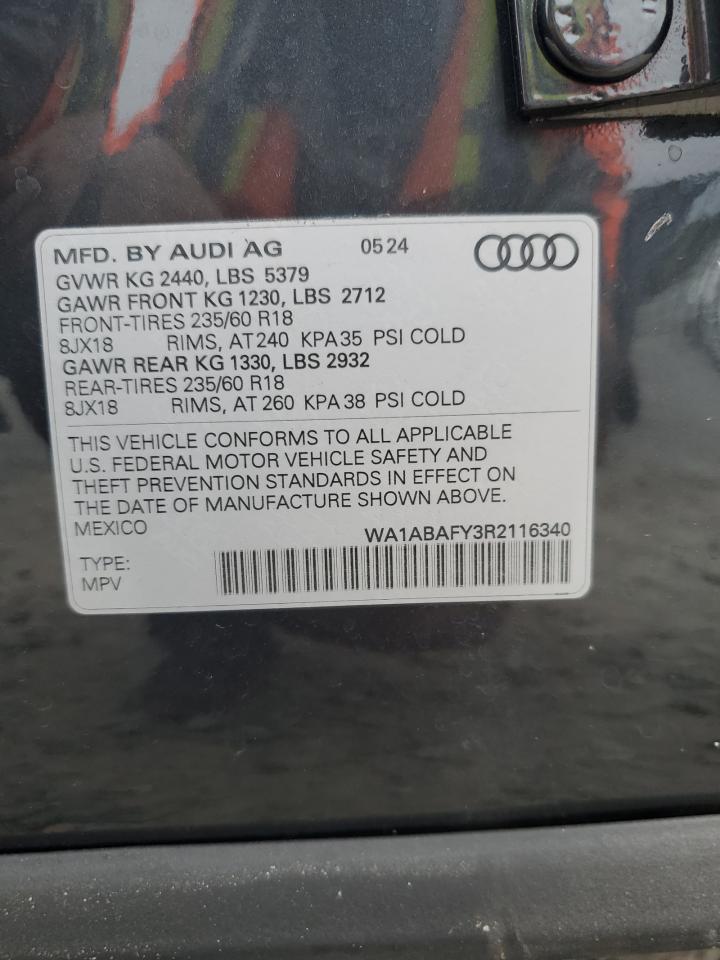 MFD. BY AUDI AG 0524
GVWR KG 2440, LBS 5379
GAWR FRONT KG 1230, LBS 2712
FRONT-TIRES 235/60 R18
8JX18 RIMS, AT 240 KPA 35 PSI COLD
GAWR REAR KG 1330, LBS 2932
REAR-TIRES 235/60 R18
8JX18 RIMS, AT 260 KPA 38 PSI COLD
THIS VEHICLE CONFORMS TO ALL APPLICABLE
U.S. FEDERAL MOTOR VEHICLE SAFETY AND
THEFT PREVENTION STANDARDS IN EFFECT ON
THE DATE OF MANUFACTURE SHOWN ABOVE.
MEXICO WA1ABAFY3R2116340
TYPE:
MPV